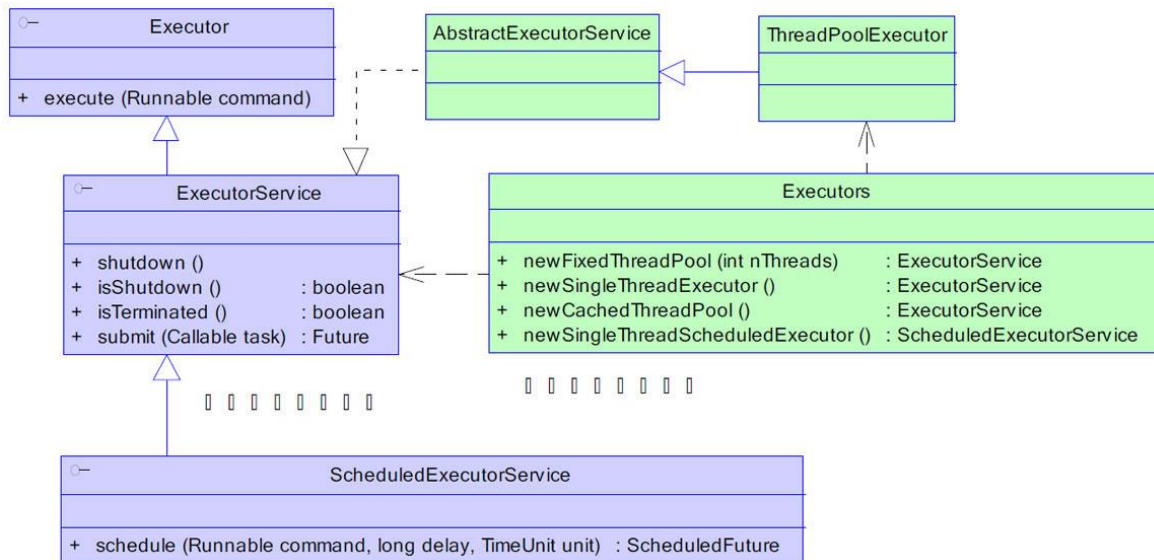 Executor
+ execute (Runnable command)
AbstractExecutorService
ThreadPoolExecutor
ExecutorService
+ shutdown ()
+ isShutdown () : boolean
+ isTerminated () : boolean
+ submit (Callable task) : Future
Executors
+ newFixedThreadPool (int nThreads) : ExecutorService
+ newSingleThreadExecutor () : ExecutorService
+ newCachedThreadPool () : ExecutorService
+ newSingleThreadScheduledExecutor () : ScheduledExecutorService
ScheduledExecutorService
+ schedule (Runnable command, long delay, TimeUnit unit) : ScheduledFuture